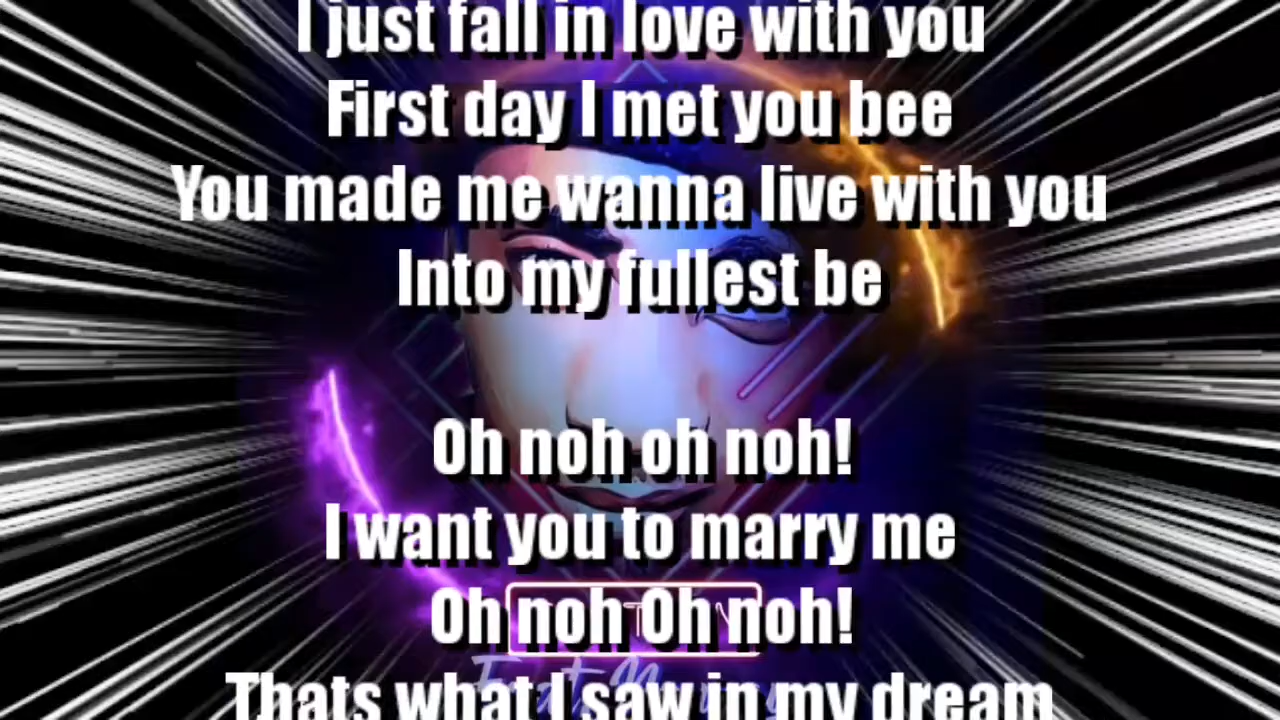 I just fall in love with you
First day I met you bee
You made me wanna live with you
Into my fullest be
Oh noh oh noh!
I want you to marry me
Oh noh Oh noh!
Thats what I saw in my dream